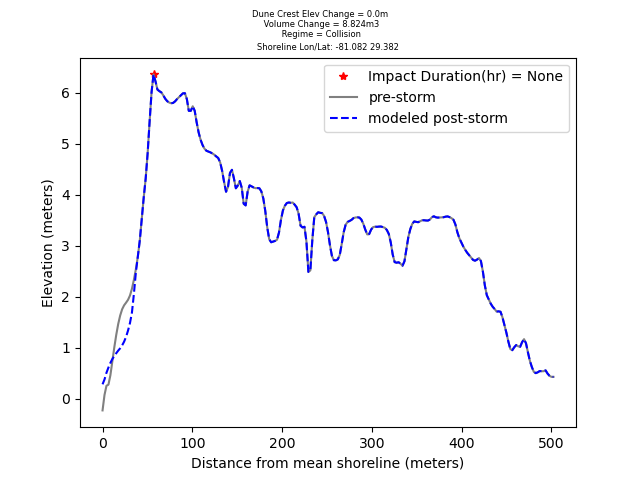 Dune Crest Elev Change = 0.0m
Volume Change = 8.824m3
Regime = Collision
Shoreline Lon/Lat: -81.082 29.382
Impact Duration(hr) = None
pre-storm
modeled post-storm
Elevation (meters)
6
5
4
3
2
1
0
0 100 200 300 400 500
Distance from mean shoreline (meters)